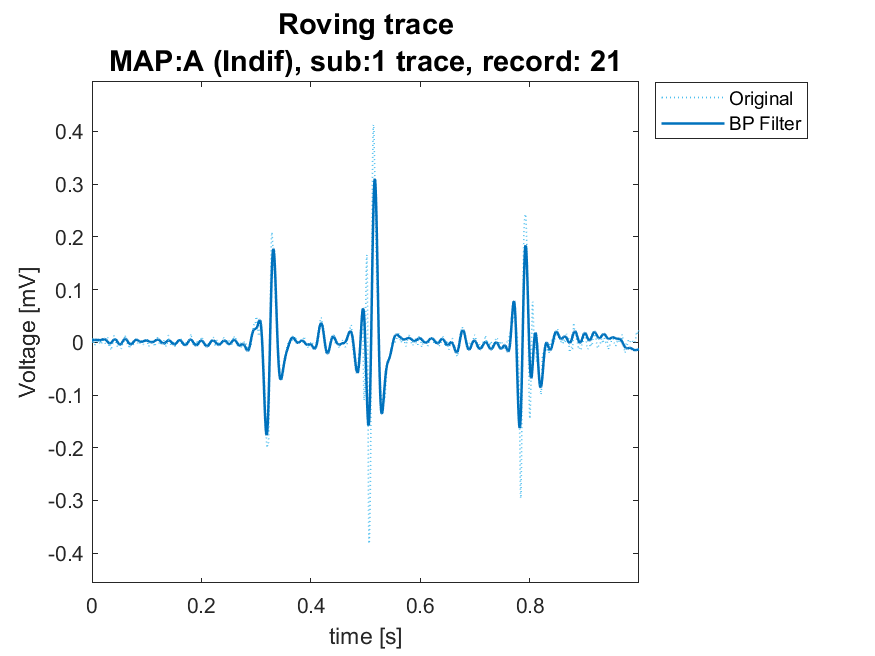 Roving trace
MAP:A (Indif), sub:1 trace, record: 21
Original
BP Filter
0.4
0.3
0.2
0.1
0
-0.1
-0.2
-0.3
-0.4
Voltage [mV]
0 0.2 0.4 0.6 0.8
time [s]